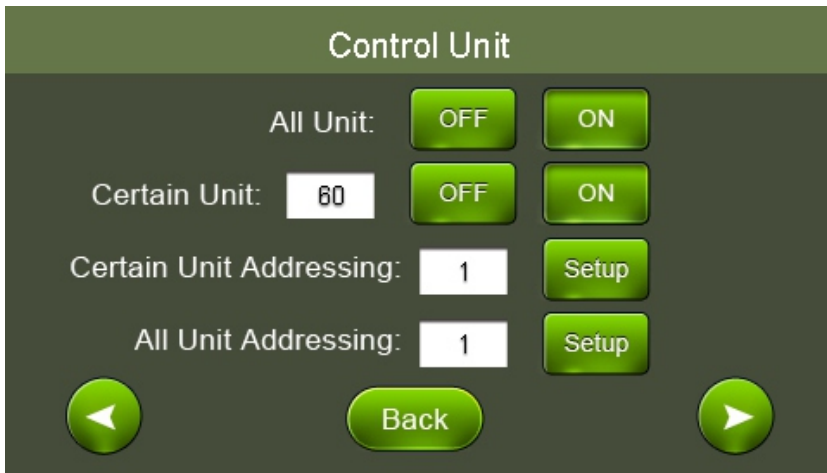 Control Unit
All Unit: OFF ON
Certain Unit: 60 OFF ON
Certain Unit Addressing: 1 Setup
All Unit Addressing: 1 Setup
Back